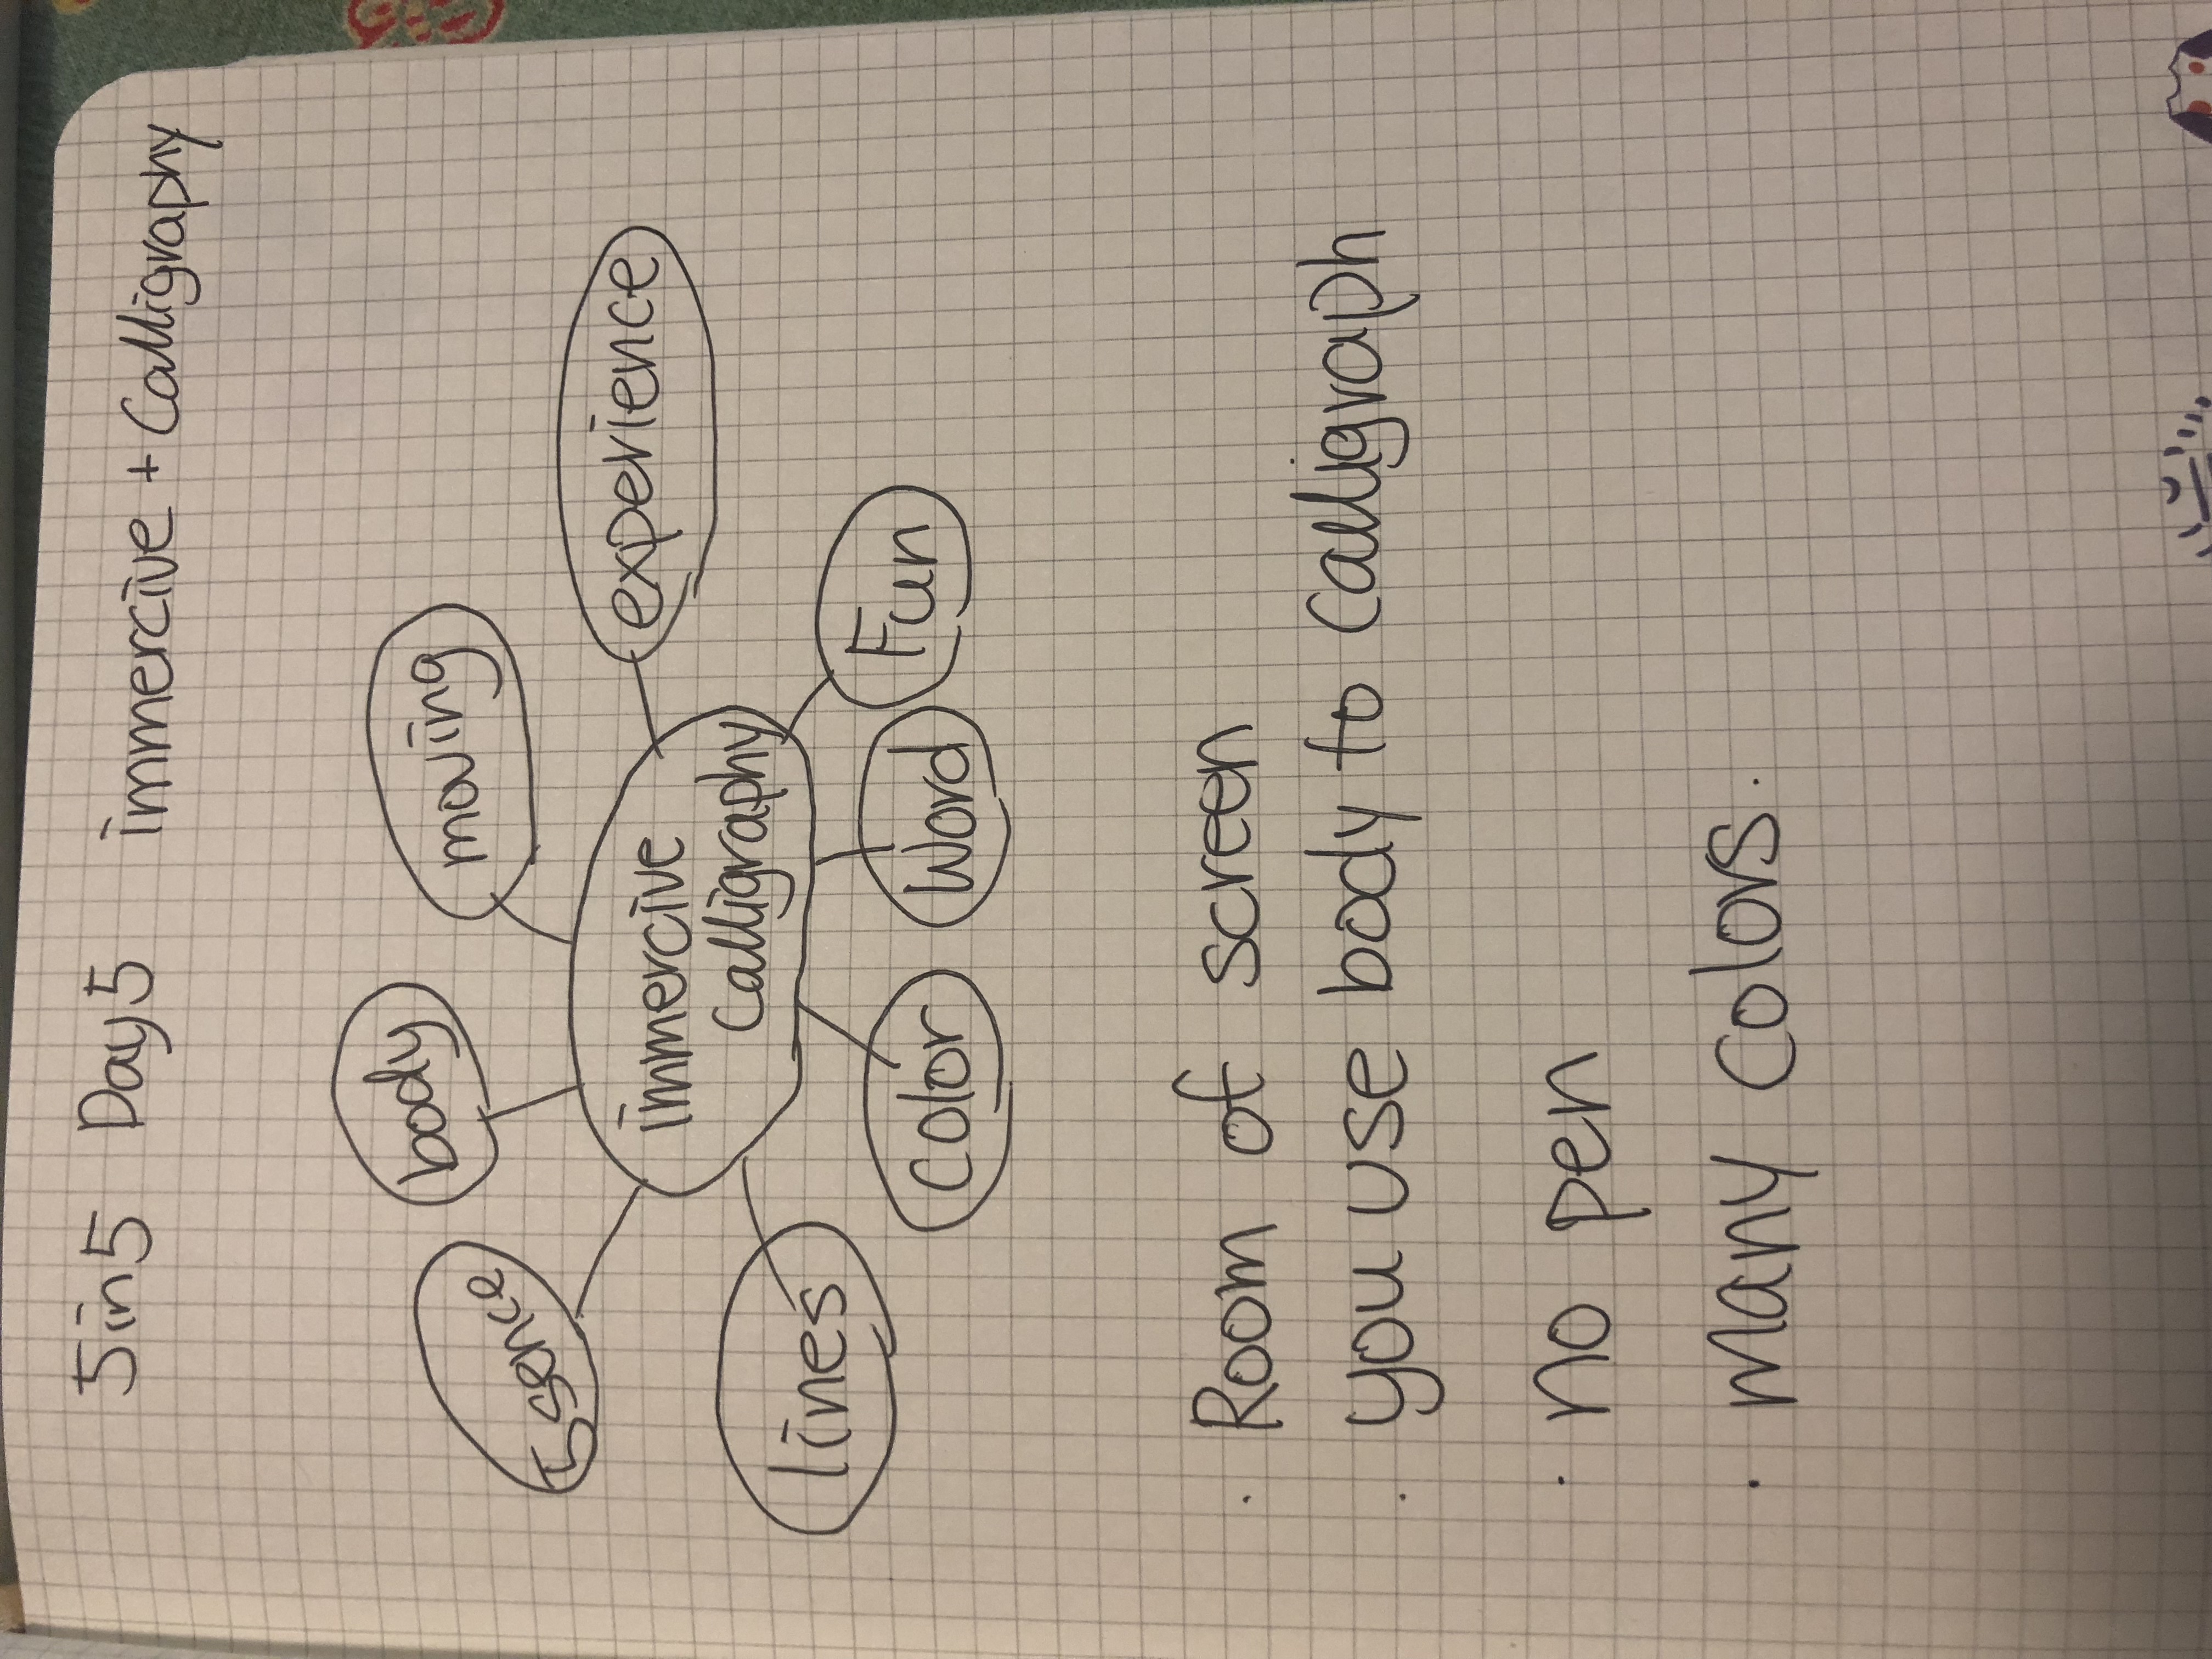 5in5 Day5 immercive + Calligraphy
body
moving
5sence
experience
immercive
Calligraphy
lines
Fun
Color
Word
· Room of screen
· you use body to Calligraph
· no pen
· many colors.